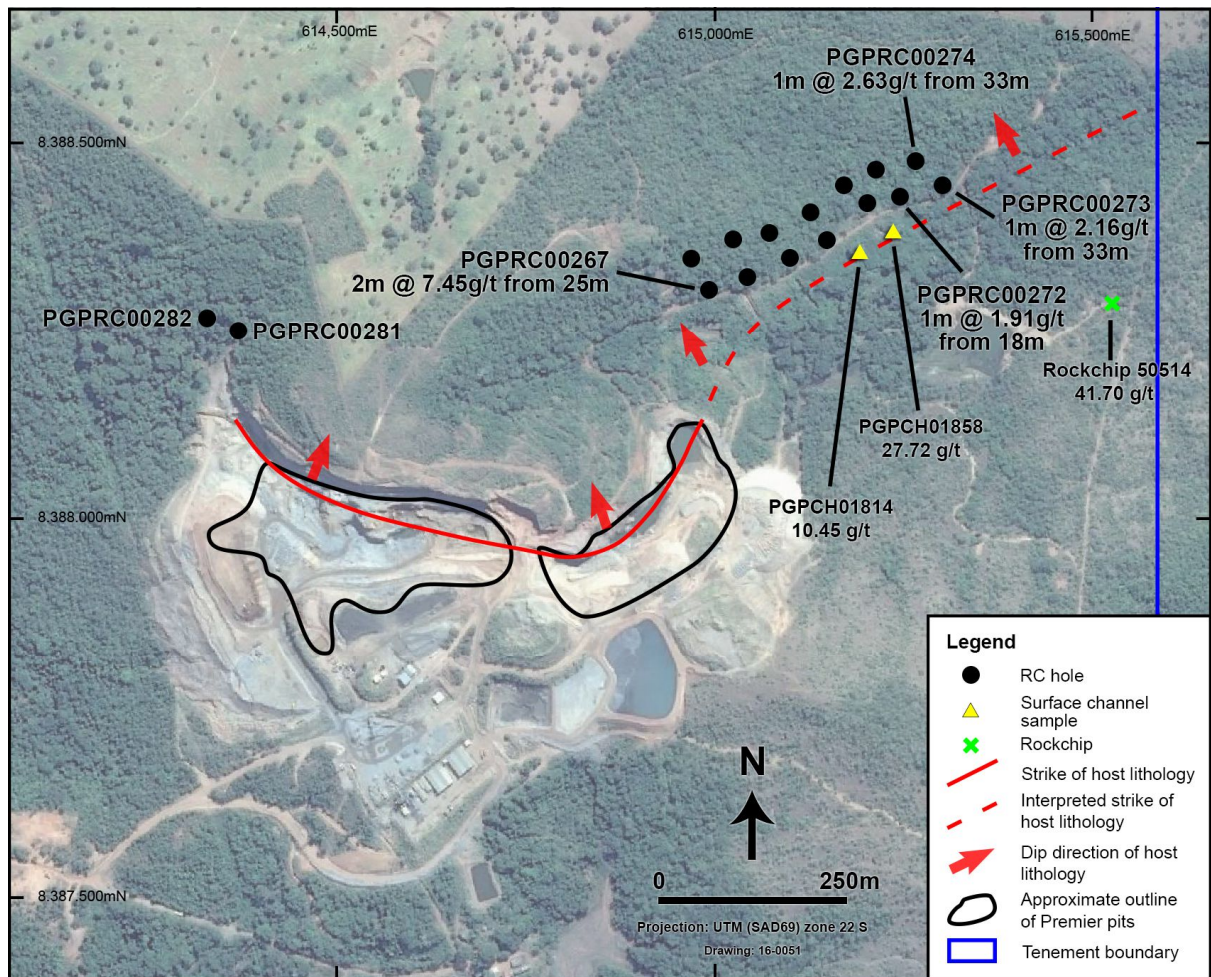 614,500mE
615,000mE
615,500mE
PGPRC00274
1m @ 2.63g/t from 33m
8.388.500mN
PGPRC00273
1m @ 2.16g/t
from 33m
PGPRC00267
2m @ 7.45g/t from 25m
PGPRC00272
1m @ 1.91g/t
from 18m
PGPRC00282
PGPRC00281
Rockchip 50514
41.70 g/t
PGPCH01858
27.72 g/t
PGPCH01814
10.45 g/t
8.388.000mN
Legend
RC hole
Surface channel
sample
Rockchip
Strike of host lithology
Interpreted strike of
host lithology
Dip direction of host
lithology
Approximate outline
of Premier pits
Tenement boundary
N
0 250m
Projection: UTM (SAD69) zone 22 S
Drawing: 16-0051
8.387.500mN